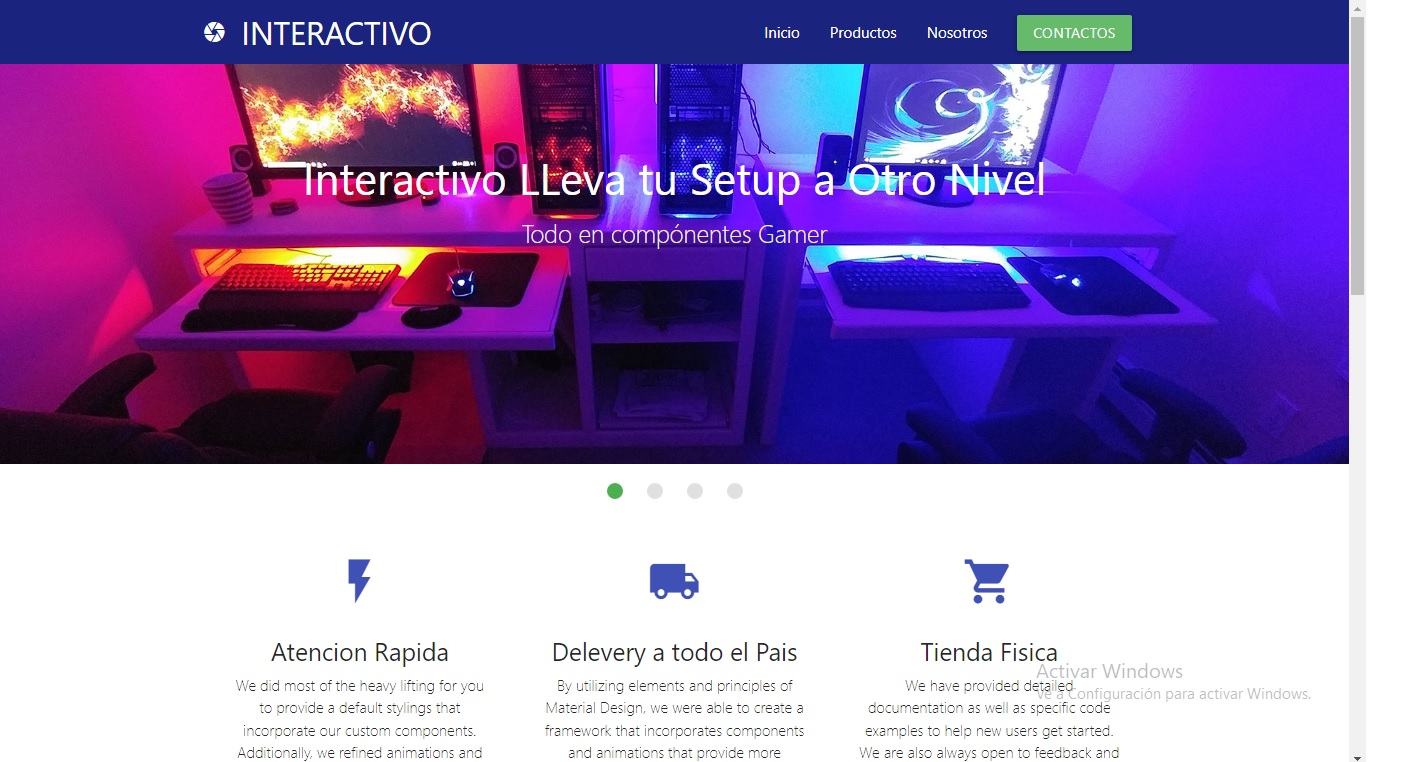 INTERACTIVO
Inicio Productos Nosotros CONTACTOS
Interactivo LLeva tu Setup a Otro Nivel
Todo en compónentes Gamer
Atencion Rapida
We did most of the heavy lifting for you
to provide a default stylings that
incorporate our custom components.
Additionally, we refined animations and
Delevery a todo el Pais
By utilizing elements and principles of
Material Design, we were able to create a
framework that incorporates components
and animations that provide more
Tienda Fisica
We have provided detailed
documentation as well as specific code
examples to help new users get started.
We are also always open to feedback and
Activar Windows
Ve a Configuración para activar Windows.